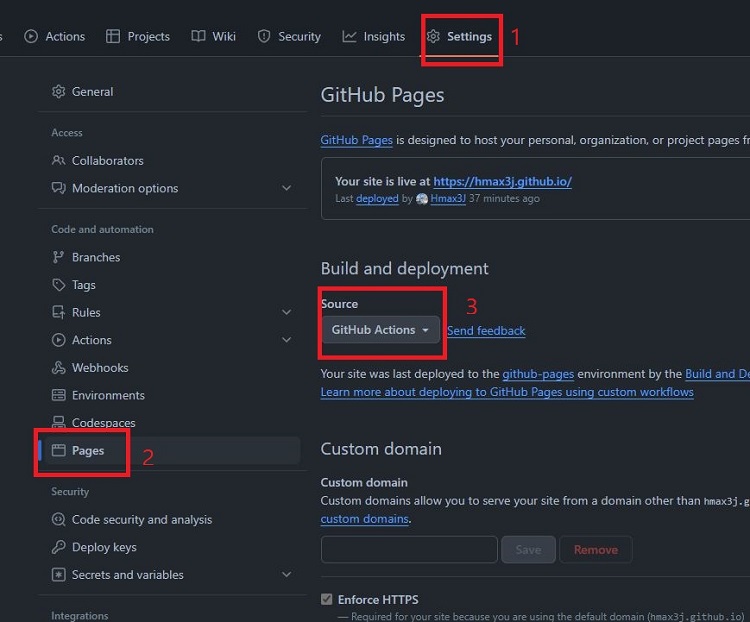 s Actions Projects Wiki Security Insights Settings 1
General
Access
Collaborators
Moderation options
Code and automation
Branches
Tags
Rules
Actions
Webhooks
Environments
Codespaces
Pages 2
Security
Code security and analysis
Deploy keys
Secrets and variables
Integrations
GitHub Pages
GitHub Pages is designed to host your personal, organization, or project pages f
Your site is live at https://hmax3j.github.io/
Last deployed by Hmax3J 37 minutes ago
Build and deployment
Source 3
GitHub Actions Send feedback
Your site was last deployed to the github-pages environment by the Build and De
Learn more about deploying to GitHub Pages using custom workflows
Custom domain
Custom domain
Custom domains allow you to serve your site from a domain other than hmax3j.g
custom domains.
Save Remove
Enforce HTTPS
— Required for your site because you are using the default domain (hmax3j.github.io)